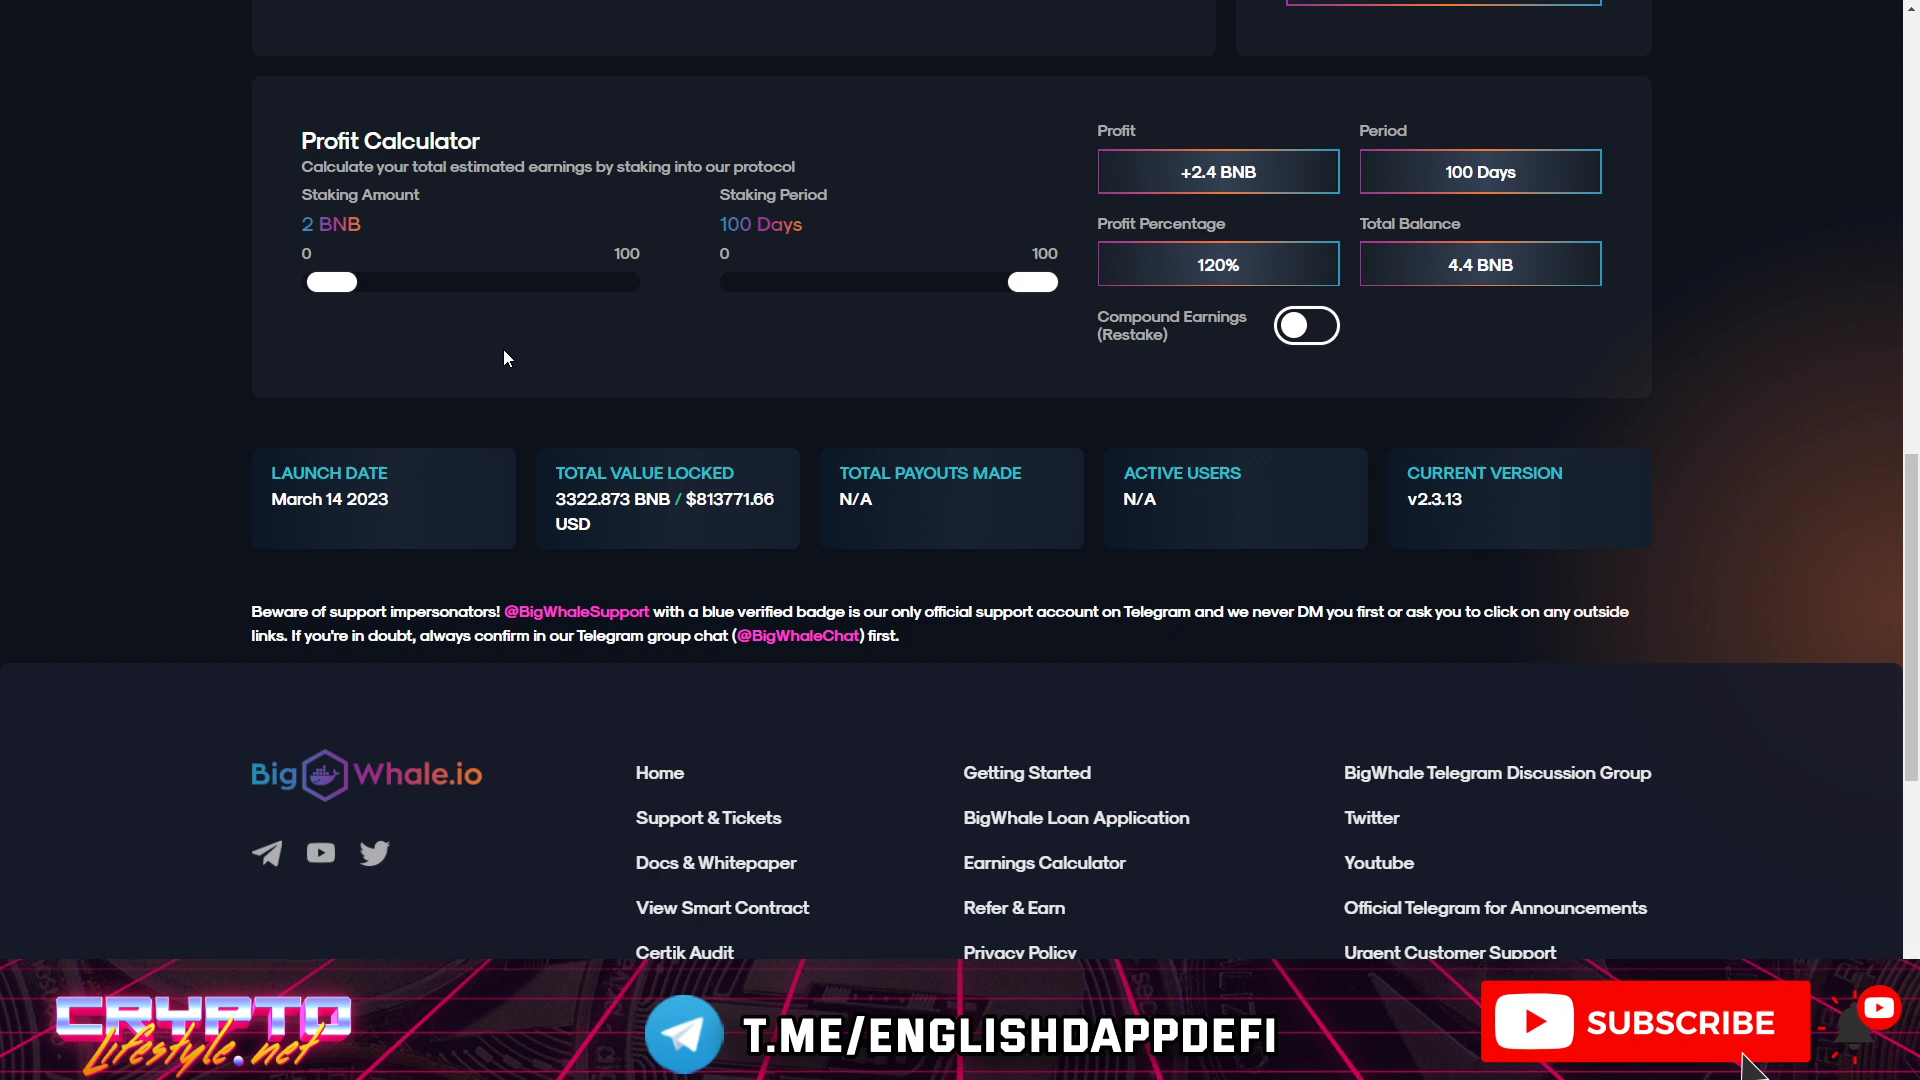 Profit Calculator
Calculate your total estimated earnings by staking into our protocol
Staking Amount
2 BNB
0 100
Staking Period
100 Days
0 100
Profit
+2.4 BNB
Period
100 Days
Profit Percentage
120%
Total Balance
4.4 BNB
Compound Earnings
(Restake)
LAUNCH DATE
March 14 2023
TOTAL VALUE LOCKED
3322.873 BNB / $813771.66
USD
TOTAL PAYOUTS MADE
N/A
ACTIVE USERS
N/A
CURRENT VERSION
v2.3.13
Beware of support impersonators! @BigWhaleSupport with a blue verified badge is our only official support account on Telegram and we never DM you first or ask you to click on any outside
links. If you're in doubt, always confirm in our Telegram group chat (@BigWhaleChat) first.
BigWhale.io
Home
Support & Tickets
Docs & Whitepaper
View Smart Contract
Certik Audit
Getting Started
BigWhale Loan Application
Earnings Calculator
Refer & Earn
Privacy Policy
BigWhale Telegram Discussion Group
Twitter
Youtube
Official Telegram for Announcements
Urgent Customer Support
CRYPTO
Lifestyle.net
T.ME/ENGLISHDAPPDEFI
SUBSCRIBE